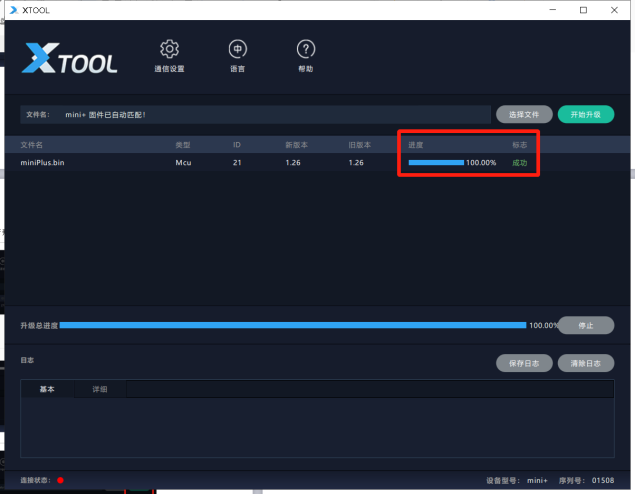 XTOOL
XTOOL
通信设置 语言 帮助
文件名: mini+ 固件已自动匹配! 选择文件 开始升级
文件名 类型 ID 新版本 旧版本 进度 标志
miniPlus.bin Mcu 21 1.26 1.26 100.00% 成功
升级总进度 100.00% 停止
日志 保存日志 清除日志
基本 详细
连接状态: 设备型号: mini+ 序列号: 01508